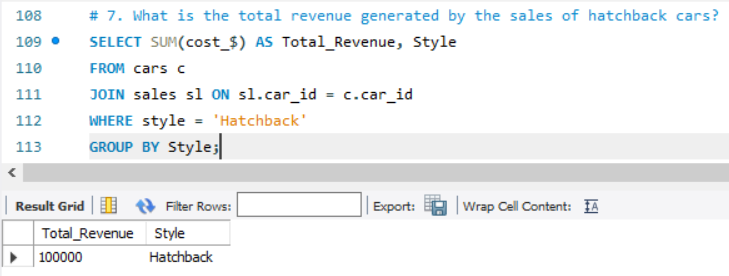 108 # 7. What is the total revenue generated by the sales of hatchback cars?
109 SELECT SUM(cost_$) AS Total_Revenue, Style
110 FROM cars c
111 JOIN sales sl ON sl.car_id = c.car_id
112 WHERE style = 'Hatchback'
113 GROUP BY Style;
Result Grid Filter Rows: Export: Wrap Cell Content:
Total_Revenue Style
100000 Hatchback